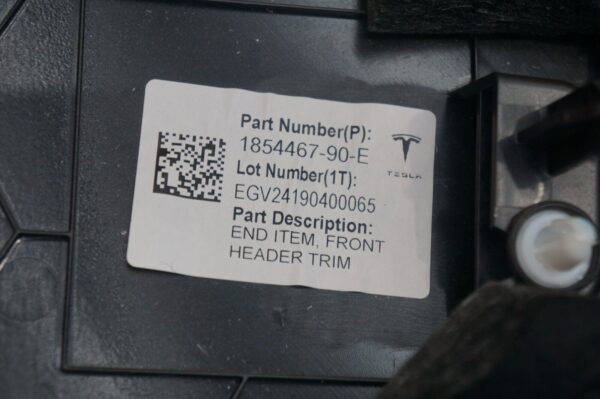 Part Number(P):
1854467-90-E
Lot Number(1T):
EGV24190400065
Part Description:
END ITEM, FRONT
HEADER TRIM
TESLA